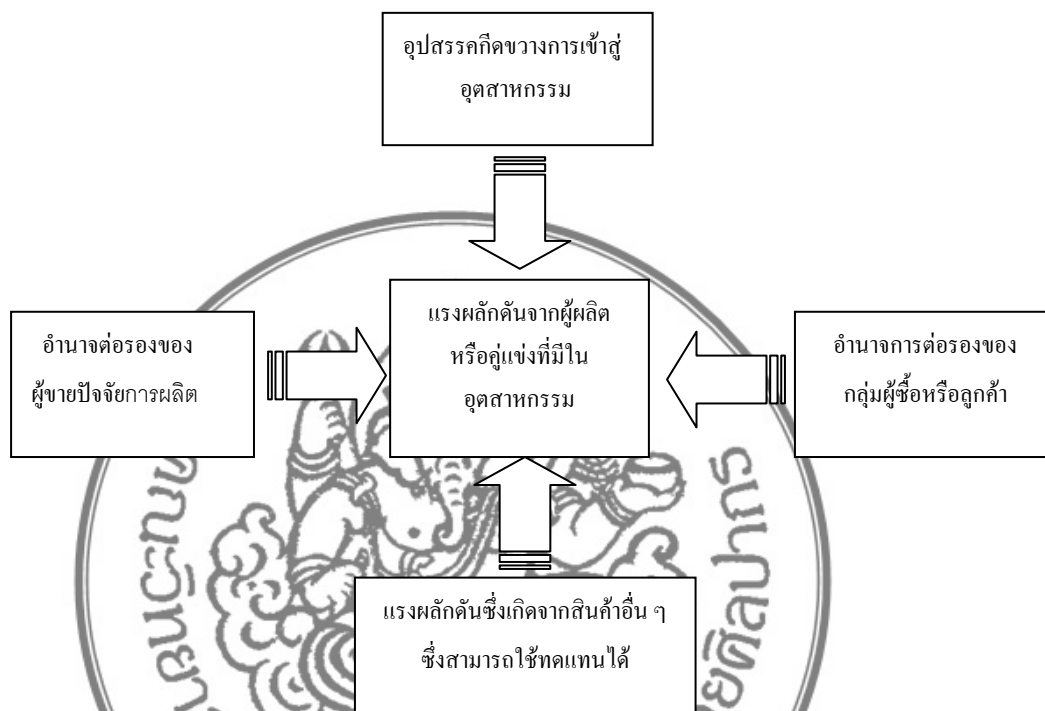 อุปสรรคกีดขวางการเข้าสู่
อุตสาหกรรม
แรงผลักดันจากผู้ผลิต
หรือคู่แข่งที่มีใน
อุตสาหกรรม
อำนาจต่อรองของ
ผู้ขายปัจจัยการผลิต
อำนาจการต่อรองของ
กลุ่มผู้ซื้อหรือลูกค้า
แรงผลักดันซึ่งเกิดจากสินค้าอื่น ๆ
ซึ่งสามารถใช้ทดแทนได้